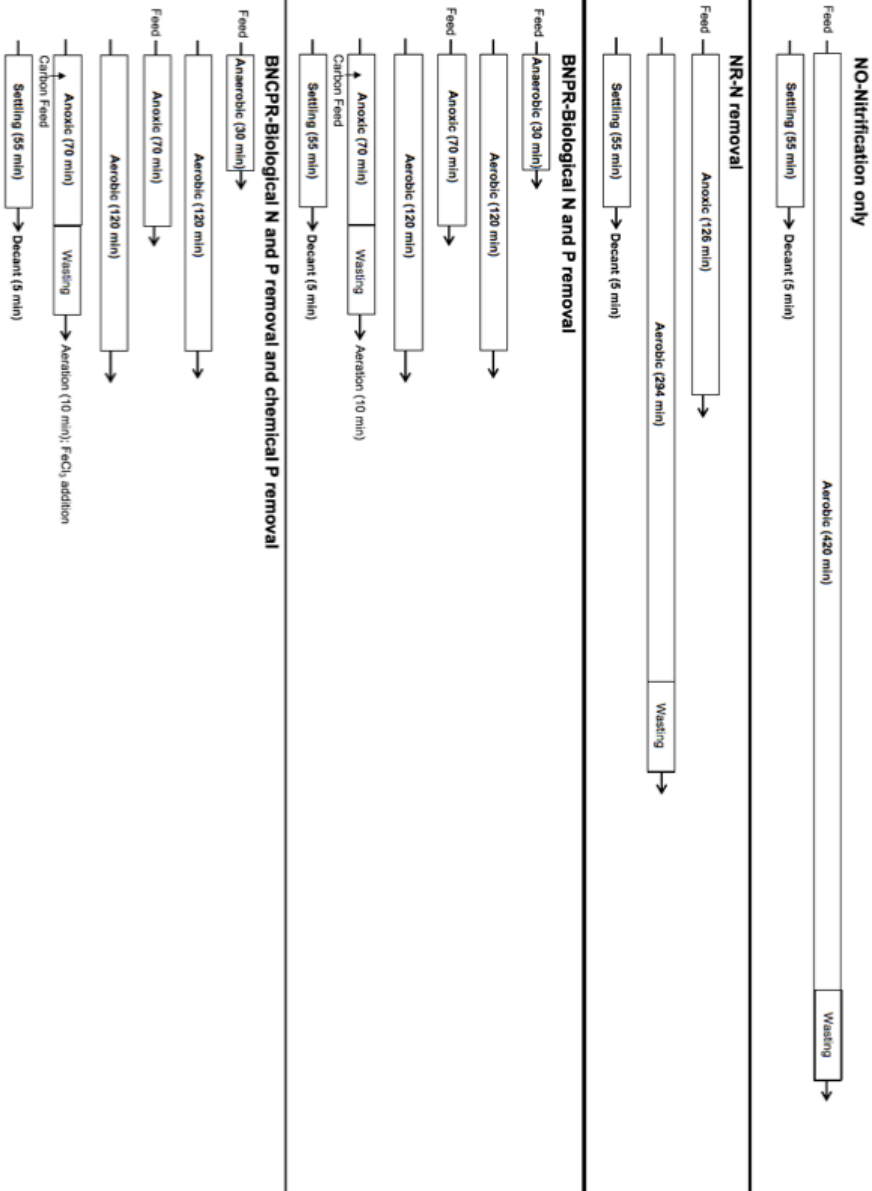 NO-Nitrification only
Feed
Aerobic (420 min)
Wasting
Settling (55 min)
Decant (5 min)
NR-N removal
Feed
Anoxic (126 min)
Aerobic (294 min)
Wasting
Settling (55 min)
Decant (5 min)
BNPR-Biological N and P removal
Feed
Anaerobic (30 min)
Aerobic (120 min)
Feed
Anoxic (70 min)
Aerobic (120 min)
Anoxic (70 min)
Wasting
Aeration (10 min)
Carbon Feed
Settling (55 min)
Decant (5 min)
BNCPR-Biological N and P removal and chemical P removal
Feed
Anaerobic (30 min)
Aerobic (120 min)
Feed
Anoxic (70 min)
Aerobic (120 min)
Anoxic (70 min)
Wasting
Aeration (10 min); FeCl₃ addition
Carbon Feed
Settling (55 min)
Decant (5 min)